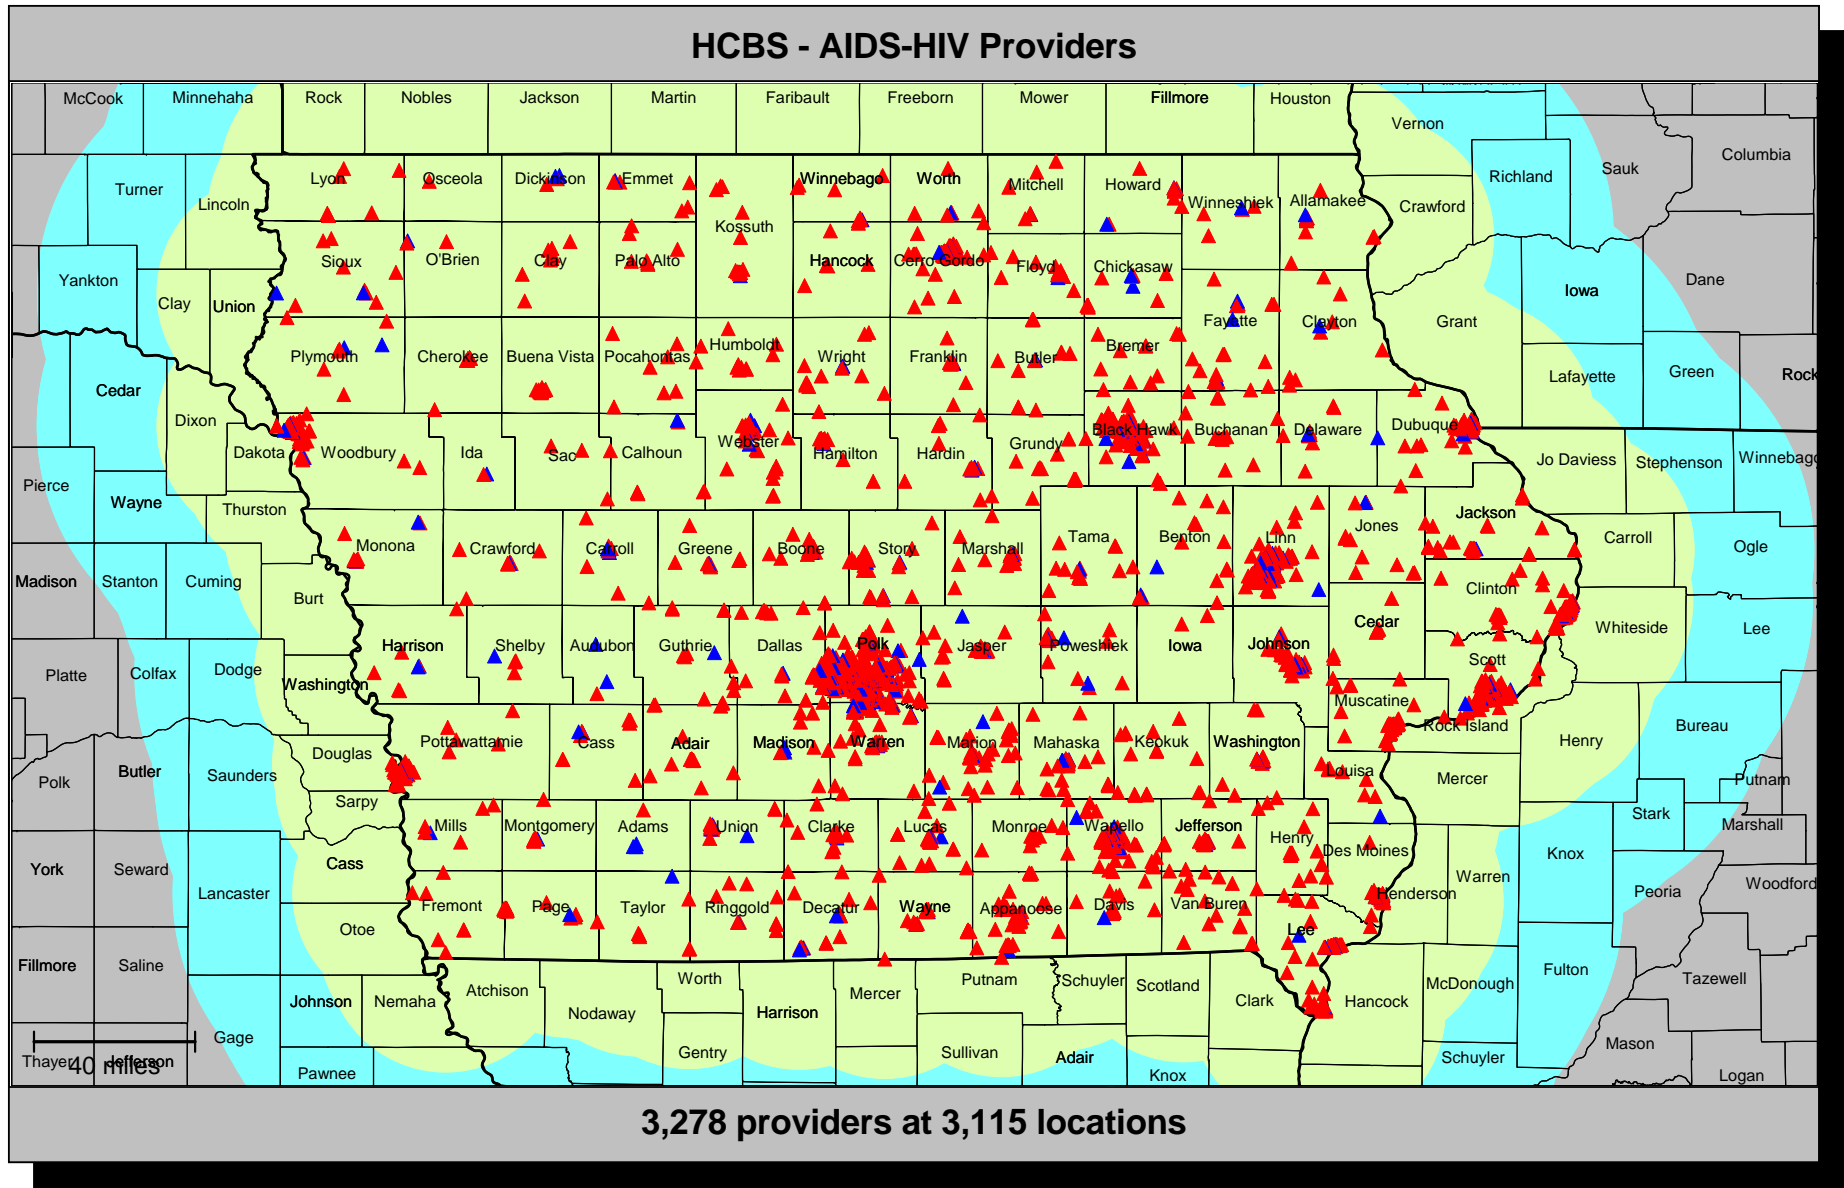 HCBS - AIDS-HIV Providers
McCook Minnehaha Rock Nobles Jackson Martin Faribault Freeborn Mower Fillmore Houston
Vernon
Sauk Columbia
Turner Lincoln Lyon Osceola Dickinson Emmet Winnebago Worth Mitchell Howard Winneshiek Allamakee Crawford Richland
Kossuth
Yankton Clay Union Sioux O'Brien Clay Palo Alto Hancock Cerro Gordo Floyd Chickasaw Iowa Dane
Fayette Clayton Grant
Cedar Plymouth Cherokee Buena Vista Pocahontas Humboldt Wright Franklin Butler Bremer Lafayette Green Rock
Dixon Dakota Woodbury Ida Sac Calhoun Webster Hamilton Hardin Grundy Black Hawk Buchanan Delaware Dubuque Jo Daviess Stephenson Winnebago
Pierce Wayne Thurston Jackson
Monona Crawford Carroll Greene Boone Story Marshall Tama Benton Linn Jones Carroll Ogle
Madison Stanton Cuming Burt Clinton
Harrison Shelby Audubon Guthrie Dallas Polk Jasper Poweshiek Iowa Johnson Cedar Whiteside Lee
Platte Colfax Dodge Washington Scott
Muscatine Rock Island Henry Bureau
Polk Butler Saunders Douglas Pottawattamie Cass Adair Madison Warren Marion Mahaska Keokuk Washington Louisa Mercer Putnam
Sarpy
Mills Montgomery Adams Union Clarke Lucas Monroe Wapello Jefferson Henry Des Moines Stark Marshall
York Seward Lancaster Cass Knox
Warren Peoria Woodford
Otoe Fremont Page Taylor Ringgold Decatur Wayne Appanoose Davis Van Buren Lee Henderson
Fillmore Saline Johnson Nemaha Atchison Nodaway Worth Harrison Mercer Putnam Schuyler Scotland Clark Hancock McDonough Fulton Tazewell
Gage Gentry Sullivan Adair Schuyler Mason
Thayer Jefferson Pawnee Knox Logan
40 miles
3,278 providers at 3,115 locations